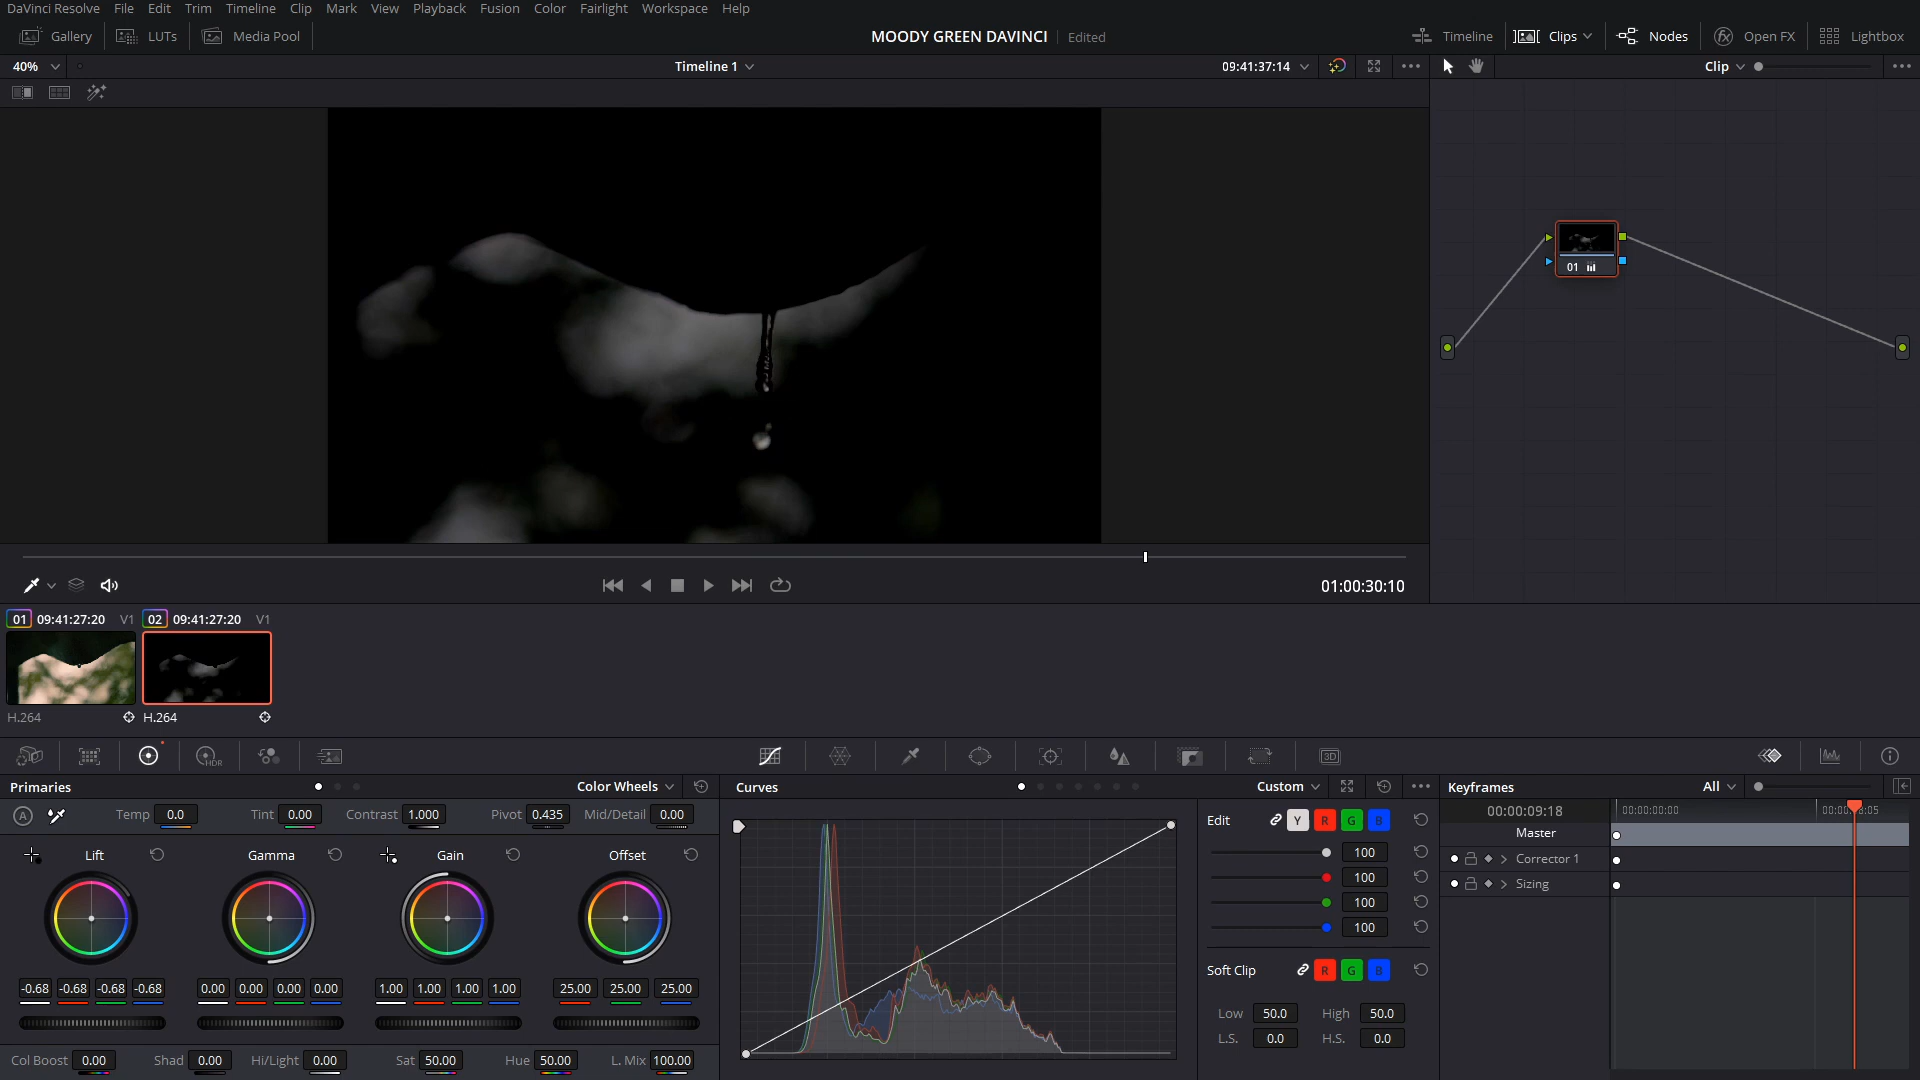 DaVinci Resolve File Edit Trim Timeline Clip Mark View Playback Fusion Color Fairlight Workspace Help
Gallery LUTs Media Pool MOODY GREEN DAVINCI Edited Timeline Clips Nodes Open FX Lightbox
40% Timeline 1 09:41:37:14 Clip
01
01:00:30:10
01 09:41:27:20 V1 02 09:41:27:20 V1
H.264 H.264
HDR 3D
Primaries Color Wheels Curves Custom Keyframes All
A Temp 0.0 Tint 0.00 Contrast 1.000 Pivot 0.435 Mid/Detail 0.00
00:00:09:18 00:00:00:00
Edit Y R G B
Master
Lift Gamma Gain Offset
100
Corrector 1
100
Sizing
100
100
Soft Clip R G B
-0.68 -0.68 -0.68 -0.68 0.00 0.00 0.00 0.00 1.00 1.00 1.00 1.00 25.00 25.00 25.00
Low 50.0 High 50.0
L.S. 0.0 H.S. 0.0
Col Boost 0.00 Shad 0.00 Hi/Light 0.00 Sat 50.00 Hue 50.00 L. Mix 100.00